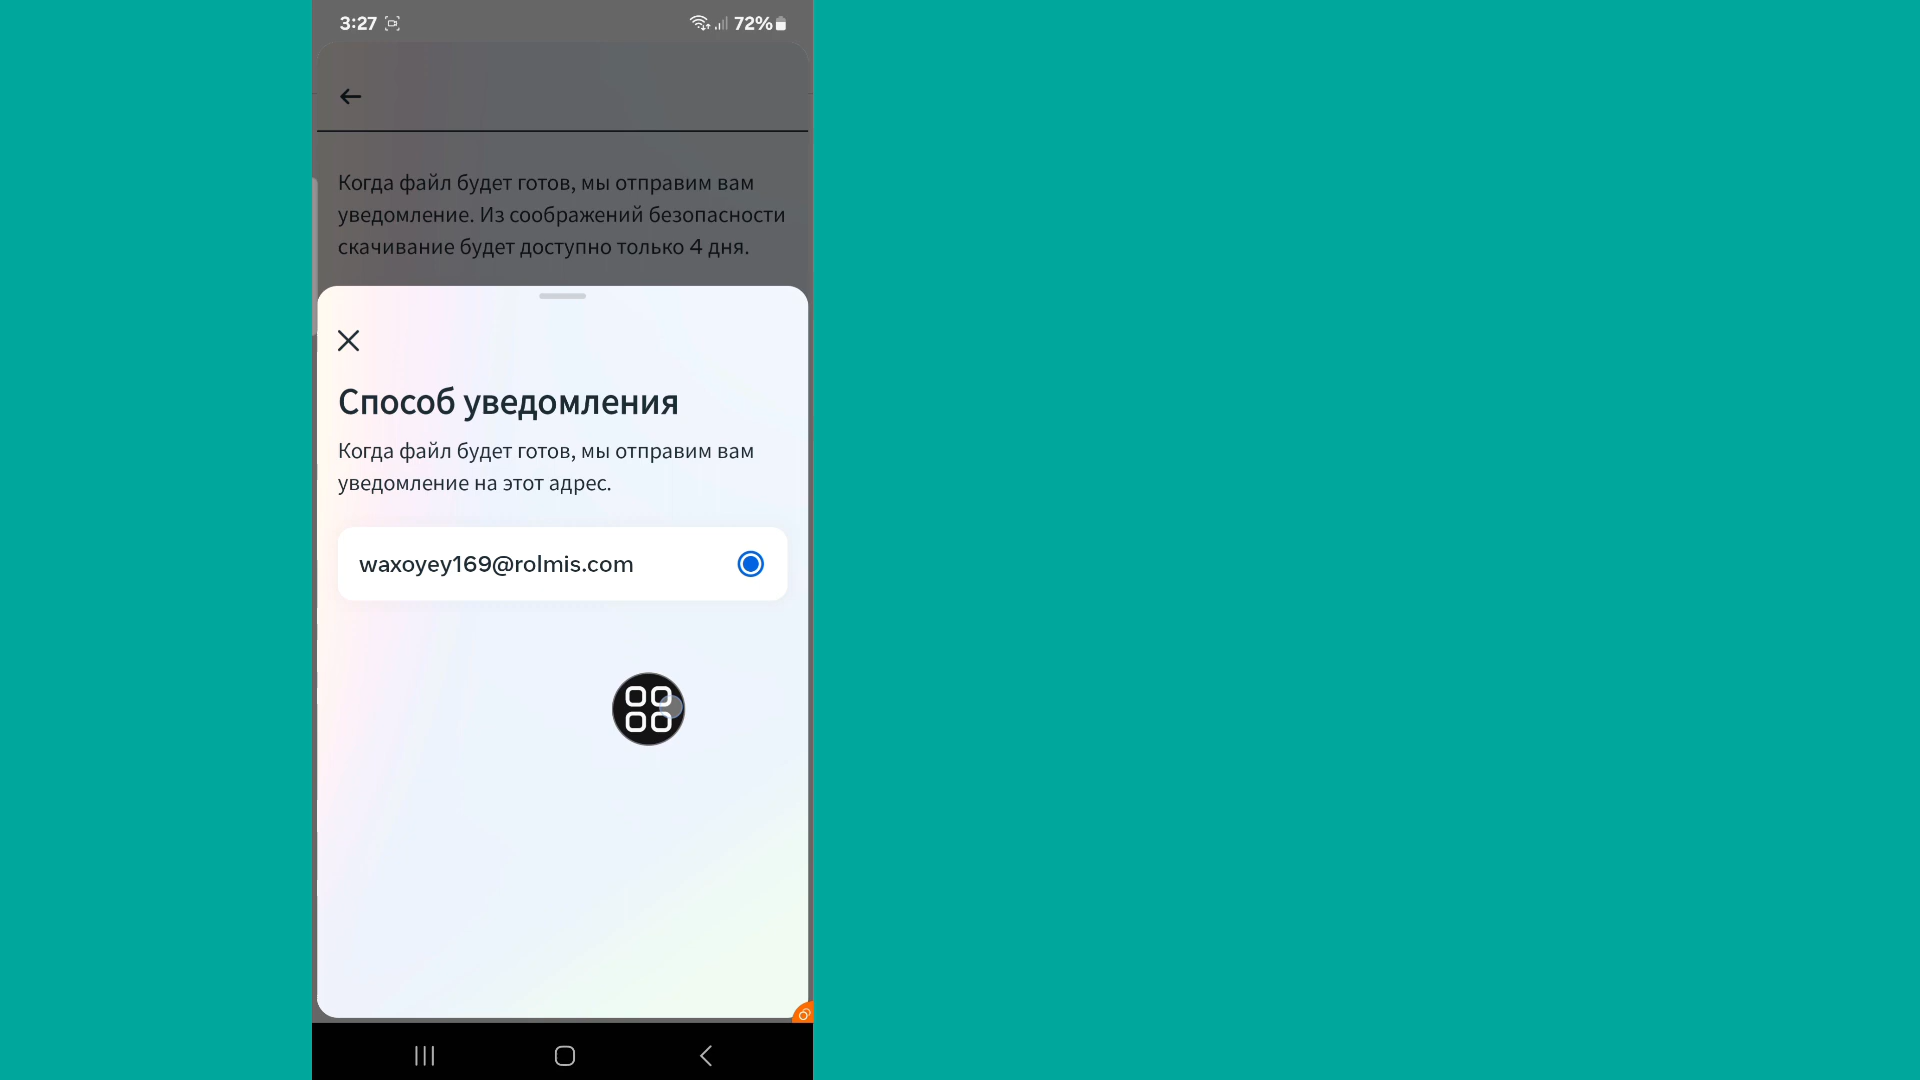 3:27
72%
Когда файл будет готов, мы отправим вам
уведомление. Из соображений безопасности
скачивание будет доступно только 4 дня.
Способ уведомления
Когда файл будет готов, мы отправим вам
уведомление на этот адрес.
waxoyey169@rolmis.com